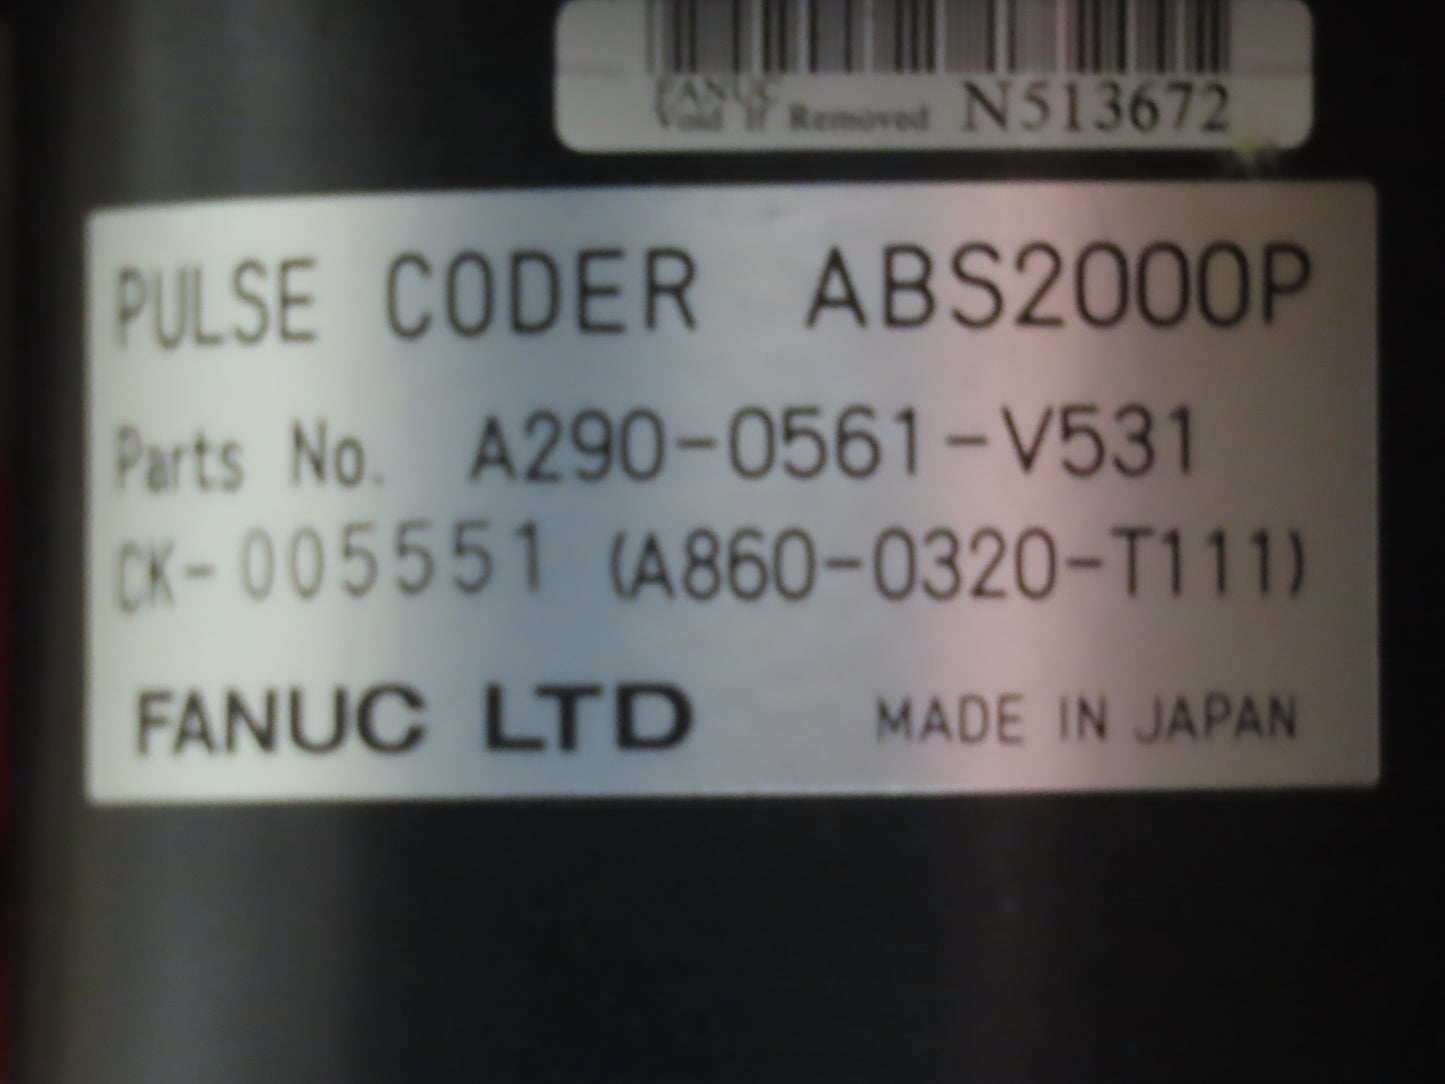 FANUC
Void If Removed N513672
PULSE CODER ABS2000P
Parts No. A290-0561-V531
CK-005551 (A860-0320-T111)
FANUC LTD MADE IN JAPAN